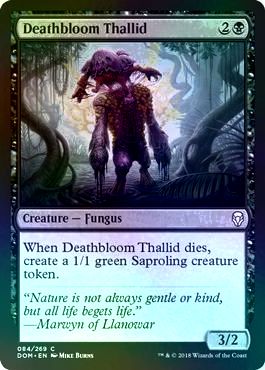 Deathbloom Thallid 2
Creature — Fungus
When Deathbloom Thallid dies,
create a 1/1 green Saproling creature
token.
"Nature is not always gentle or kind,
but all life begets life."
—Marwyn of Llanowar
3/2
084/269 C
DOM • EN MIKE BURNS
™ & © 2018 Wizards of the Coast